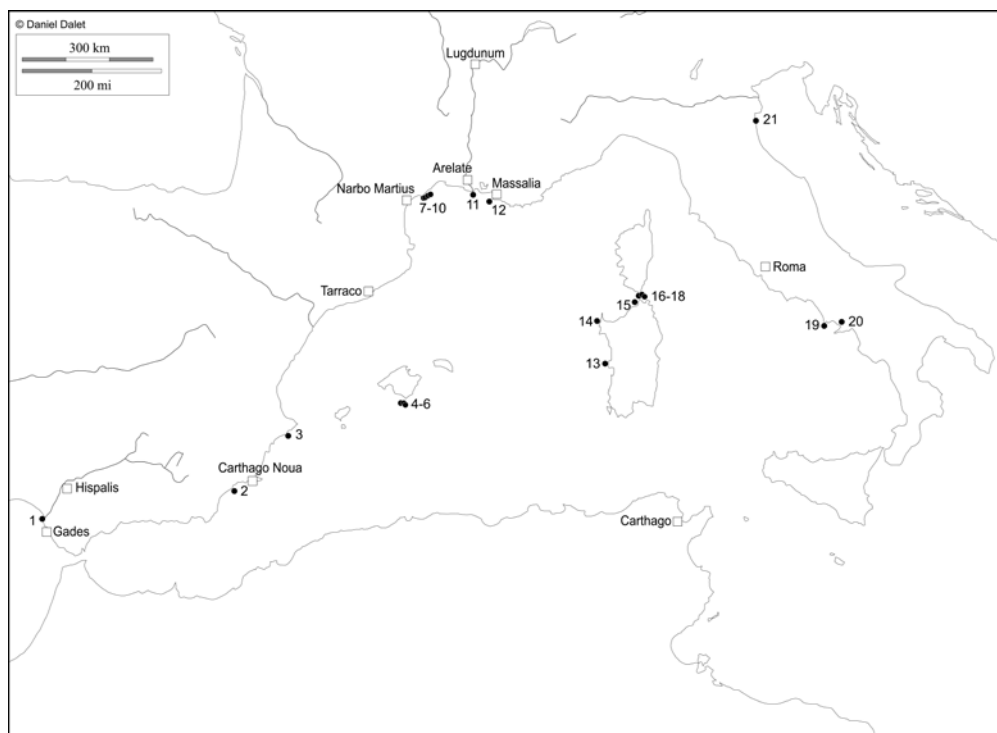 © Daniel Dalet
300 km
200 mi
Lugdunum
21
Arelate
Massalia
Narbo Martius
7-10
11
12
Roma
Tarraco
16-18
15
14
19
20
13
4-6
3
Carthago Noua
Hispalis
2
1
Gades
Carthago